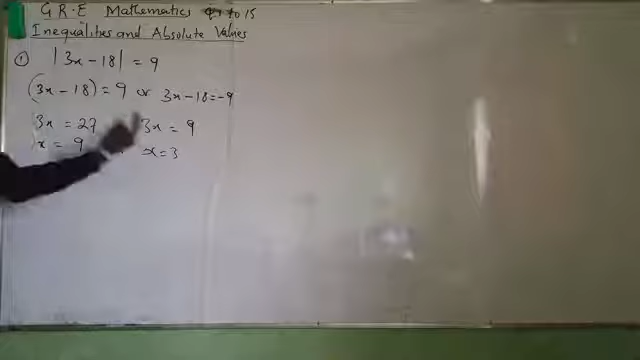 G.R.E Mathematics to 15
Inequalities and Absolute Values
① |3x - 18| = 9
(3x - 18) = 9 or 3x - 18 = -9
3x = 27 3x = 9
x = 9 x = 3